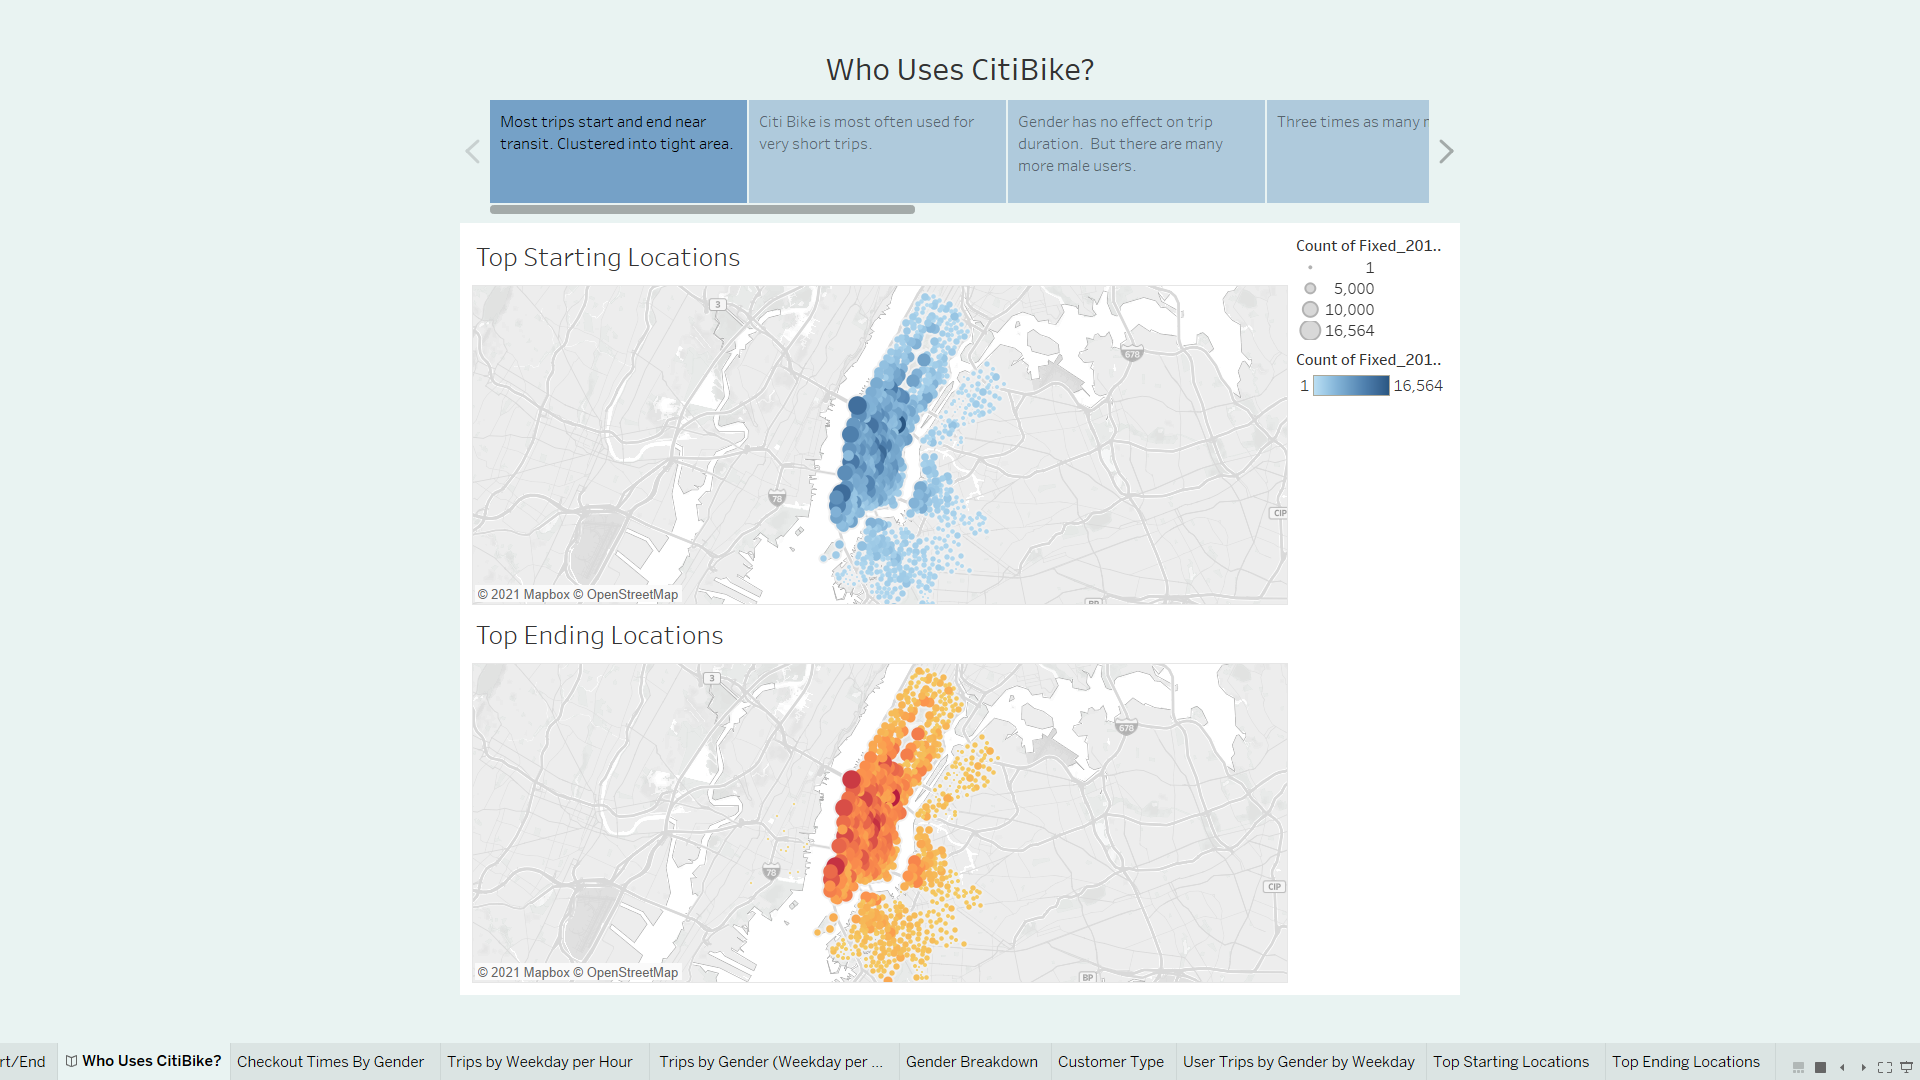 Who Uses CitiBike?
Most trips start and end near
transit. Clustered into tight area.
Citi Bike is most often used for
very short trips.
Gender has no effect on trip
duration. But there are many
more male users.
Three times as many
Top Starting Locations
3
678
78
CIP
© 2021 Mapbox © OpenStreetMap
Count of Fixed_201..
1
5,000
10,000
16,564
Count of Fixed_201..
1 16,564
Top Ending Locations
3
678
78
CIP
BP
© 2021 Mapbox © OpenStreetMap
rt/End
Who Uses CitiBike?
Checkout Times By Gender
Trips by Weekday per Hour
Trips by Gender (Weekday per ...
Gender Breakdown
Customer Type
User Trips by Gender by Weekday
Top Starting Locations
Top Ending Locations